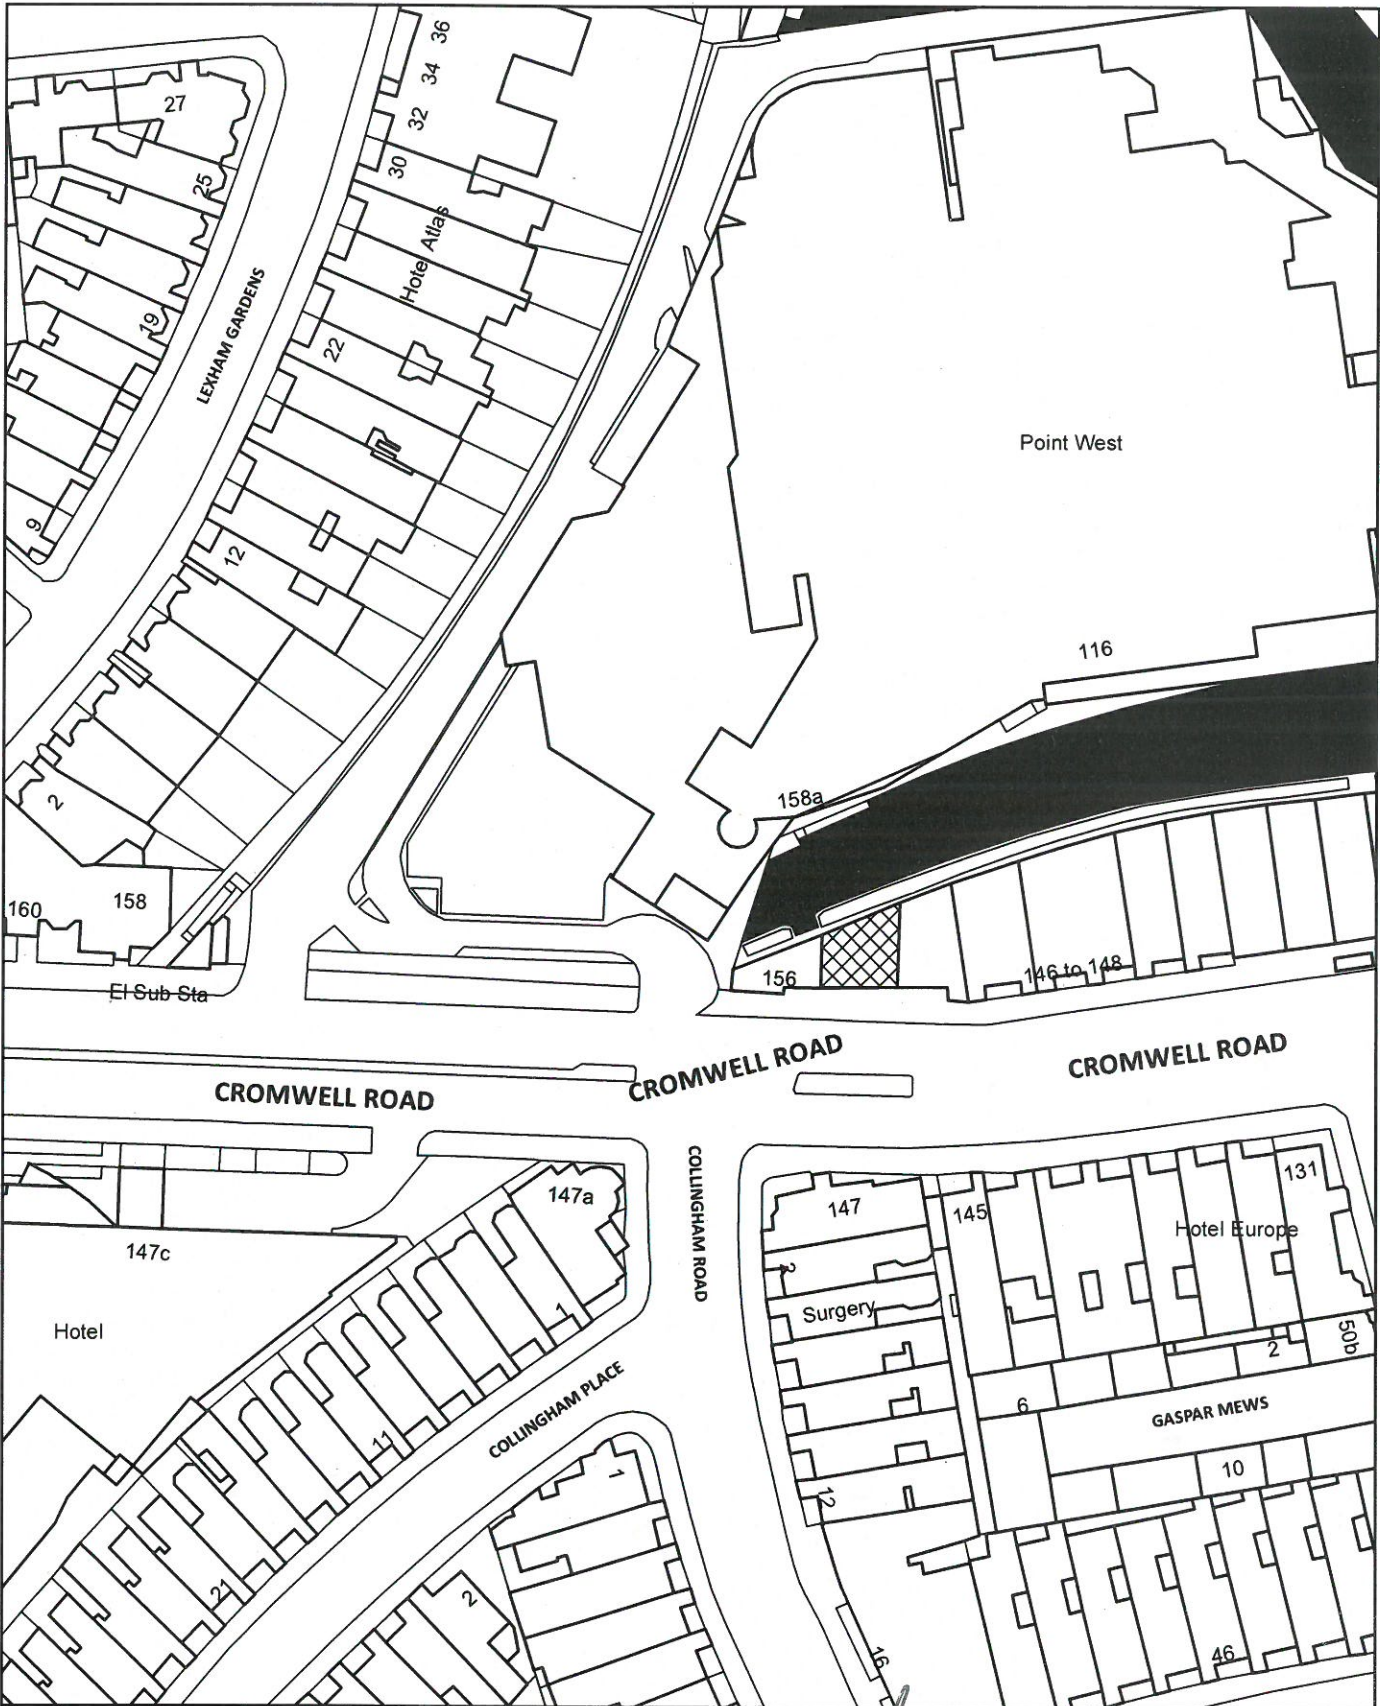 36
34
27
32
30
25
Hotel Atlas
LEXHAM GARDENS
19
22
Point West
9
12
116
2
158a
160
158
156
146 to 148
El Sub Sta
CROMWELL ROAD
CROMWELL ROAD
CROMWELL ROAD
COLLINGHAM ROAD
147a
147
145
131
Hotel Europe
147c
2
Surgery
1
Hotel
50b
2
6
COLLINGHAM PLACE
GASPAR MEWS
11
1
10
12
21
2
16
46